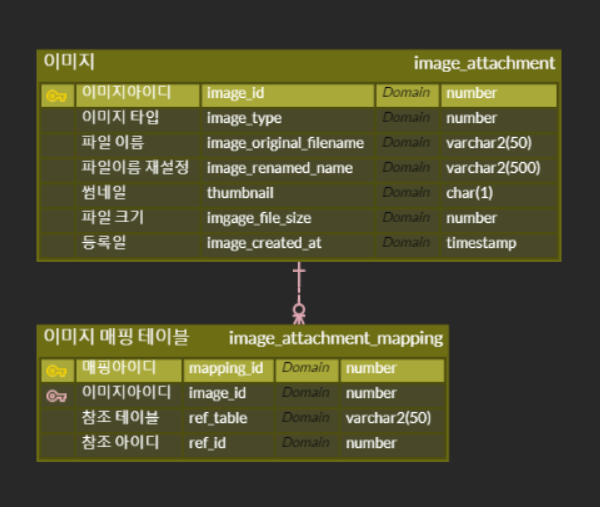 이미지 image_attachment
이미지아이디 image_id Domain number
이미지 타입 image_type Domain number
파일 이름 image_original_filename Domain varchar2(50)
파일이름 재설정 image_renamed_name Domain varchar2(500)
썸네일 thumbnail Domain char(1)
파일 크기 imgage_file_size Domain number
등록일 image_created_at Domain timestamp
이미지 매핑 테이블 image_attachment_mapping
매핑아이디 mapping_id Domain number
이미지아이디 image_id Domain number
참조 테이블 ref_table Domain varchar2(50)
참조 아이디 ref_id Domain number